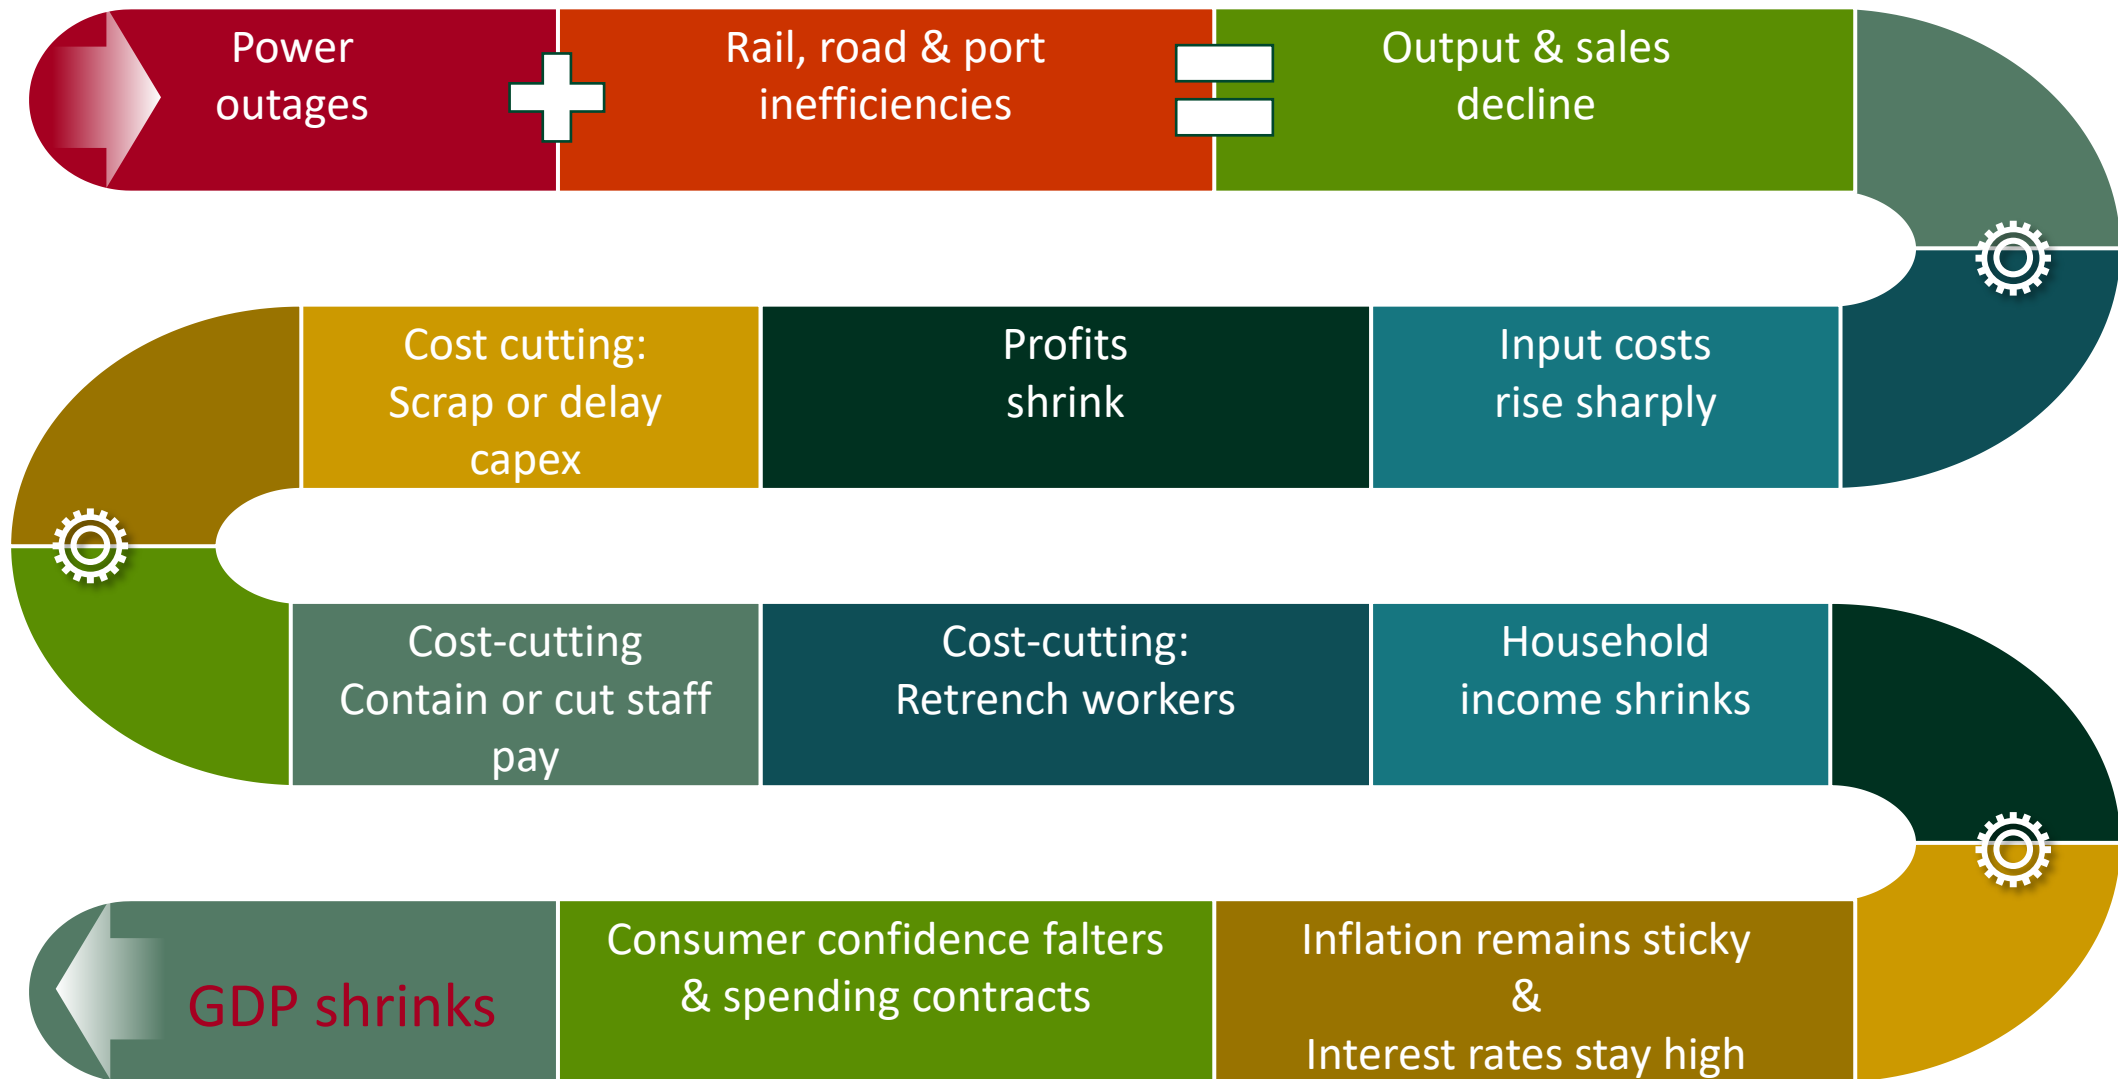 Power
outages
Rail, road & port
inefficiencies
Output & sales
decline
Cost cutting:
Scrap or delay
capex
Profits
shrink
Input costs
rise sharply
Cost-cutting
Contain or cut staff
pay
Cost-cutting:
Retrench workers
Household
income shrinks
GDP shrinks
Consumer confidence falters
& spending contracts
Inflation remains sticky
&
Interest rates stay high